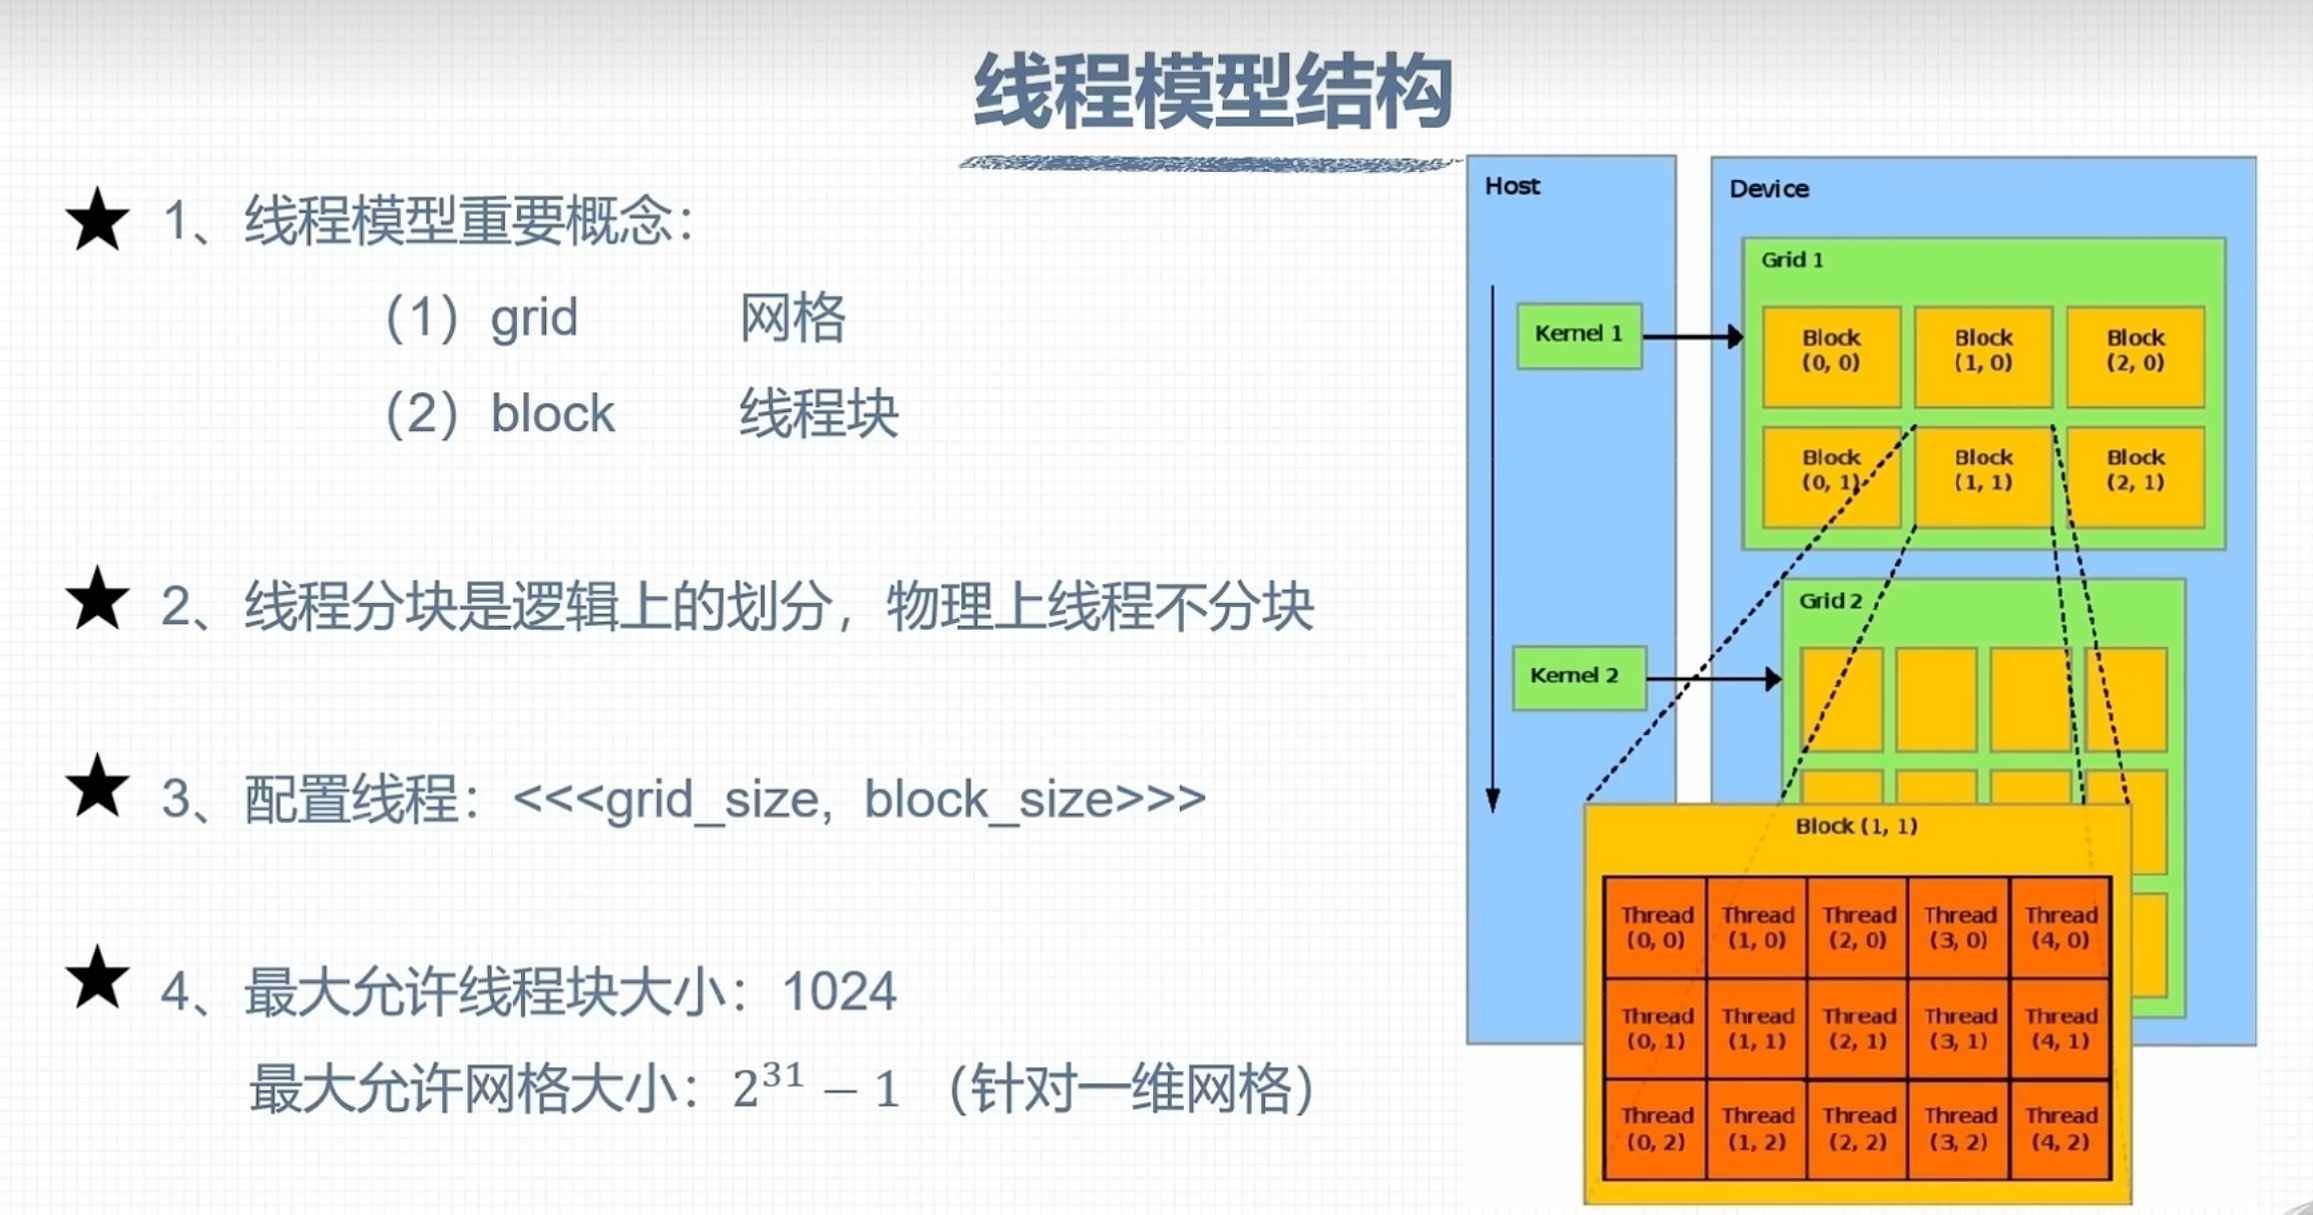 线程模型结构
1、线程模型重要概念：
（1）grid 网格
（2）block 线程块
2、线程分块是逻辑上的划分，物理上线程不分块
3、配置线程：<<<grid_size, block_size>>>
4、最大允许线程块大小：1024
最大允许网格大小：2³¹ − 1 （针对一维网格）
Host
Device
Grid 1
Kernel 1
Block
(0, 0)
Block
(1, 0)
Block
(2, 0)
Block
(0, 1)
Block
(1, 1)
Block
(2, 1)
Grid 2
Kernel 2
Block (1, 1)
Thread
(0, 0)
Thread
(1, 0)
Thread
(2, 0)
Thread
(3, 0)
Thread
(4, 0)
Thread
(0, 1)
Thread
(1, 1)
Thread
(2, 1)
Thread
(3, 1)
Thread
(4, 1)
Thread
(0, 2)
Thread
(1, 2)
Thread
(2, 2)
Thread
(3, 2)
Thread
(4, 2)